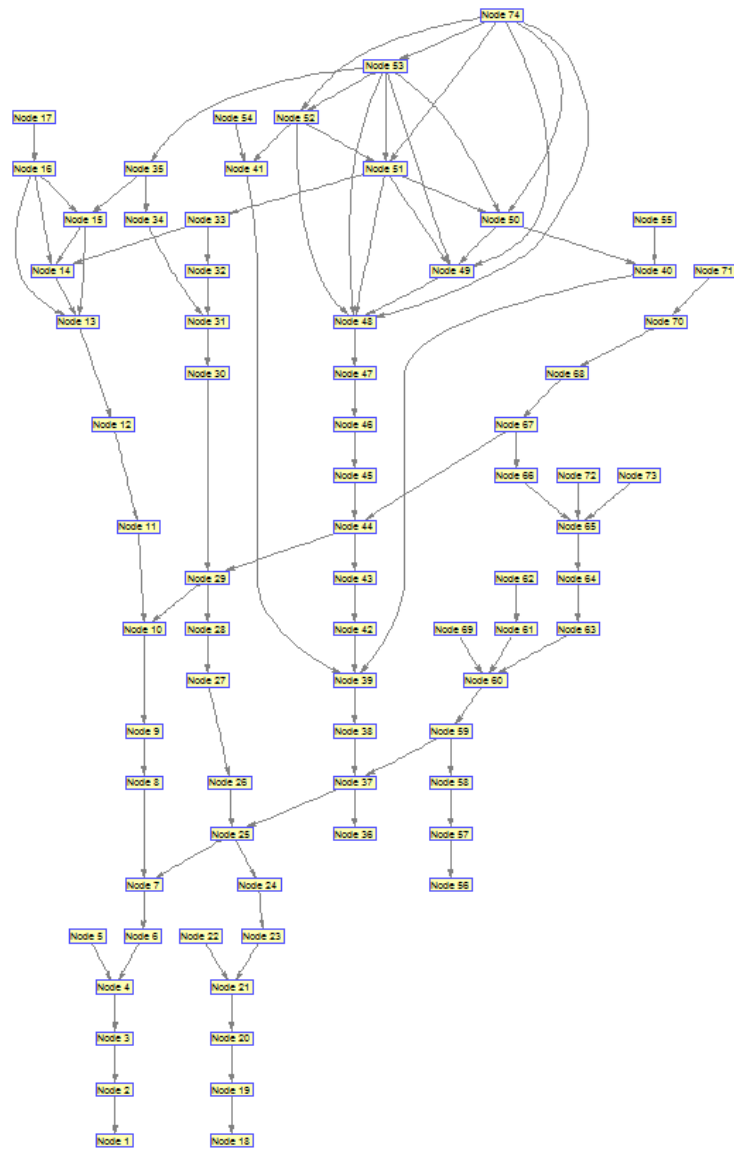 Node 74
Node 53
Node 17
Node 54
Node 52
Node 16
Node 35
Node 41
Node 51
Node 15
Node 34
Node 33
Node 50
Node 55
Node 14
Node 32
Node 49
Node 40
Node 71
Node 13
Node 31
Node 48
Node 70
Node 30
Node 47
Node 68
Node 12
Node 46
Node 67
Node 45
Node 66
Node 72
Node 73
Node 11
Node 44
Node 65
Node 29
Node 43
Node 62
Node 64
Node 10
Node 28
Node 42
Node 69
Node 61
Node 63
Node 27
Node 39
Node 60
Node 9
Node 38
Node 59
Node 8
Node 26
Node 37
Node 58
Node 25
Node 36
Node 57
Node 7
Node 24
Node 56
Node 5
Node 6
Node 22
Node 23
Node 4
Node 21
Node 3
Node 20
Node 2
Node 19
Node 1
Node 18